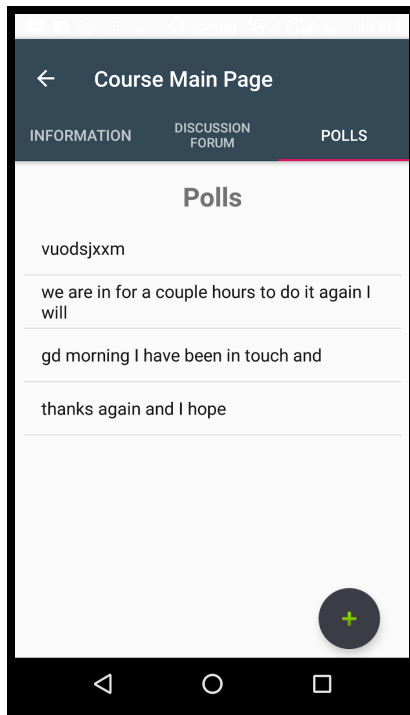 Course Main Page
INFORMATION
DISCUSSION
FORUM
POLLS
Polls
vuodsjxxm
we are in for a couple hours to do it again I
will
gd morning I have been in touch and
thanks again and I hope
+